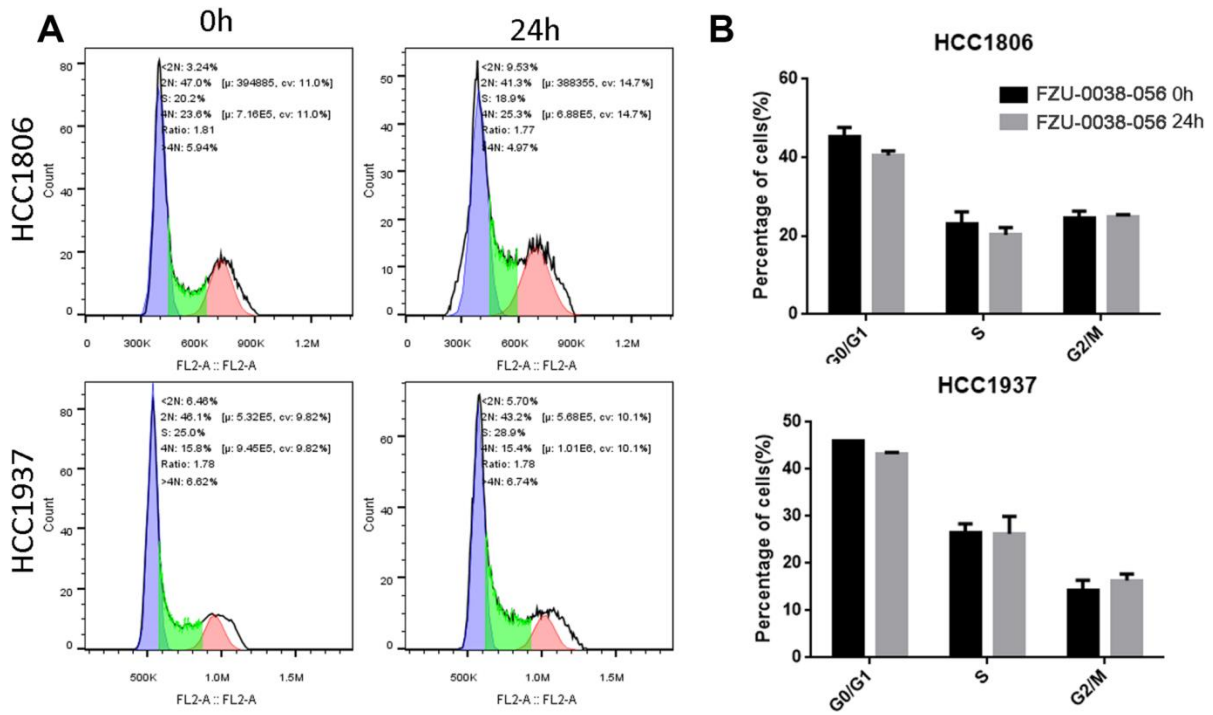 A
0h
24h
HCC1806
80
60
40
20
0
Count
<2N: 3.24%
2N: 47.0% [µ: 394885, cv: 11.0%]
S: 20.2%
4N: 23.6% [µ: 7.16E5, cv: 11.0%]
Ratio: 1.81
>4N: 5.94%
0 300K 600K 900K 1.2M
FL2-A :: FL2-A
50
40
30
20
10
0
Count
<2N: 9.53%
2N: 41.3% [µ: 388355, cv: 14.7%]
S: 18.9%
4N: 25.3% [µ: 6.88E5, cv: 14.7%]
Ratio: 1.77
>4N: 4.97%
0 300K 600K 900K 1.2M
FL2-A :: FL2-A
HCC1937
80
60
40
20
0
Count
<2N: 6.46%
2N: 46.1% [µ: 5.32E5, cv: 9.82%]
S: 25.0%
4N: 15.8% [µ: 9.45E5, cv: 9.82%]
Ratio: 1.78
>4N: 6.62%
500K 1.0M 1.5M
FL2-A :: FL2-A
60
40
20
0
Count
<2N: 5.70%
2N: 43.2% [µ: 5.68E5, cv: 10.1%]
S: 28.9%
4N: 15.4% [µ: 1.01E6, cv: 10.1%]
Ratio: 1.78
>4N: 6.74%
500K 1.0M 1.5M
FL2-A :: FL2-A
B
HCC1806
Percentage of cells(%)
60
40
20
0
FZU-0038-056 0h
FZU-0038-056 24h
G0/G1 S G2/M
HCC1937
Percentage of cells(%)
50
40
30
20
10
0
G0/G1 S G2/M